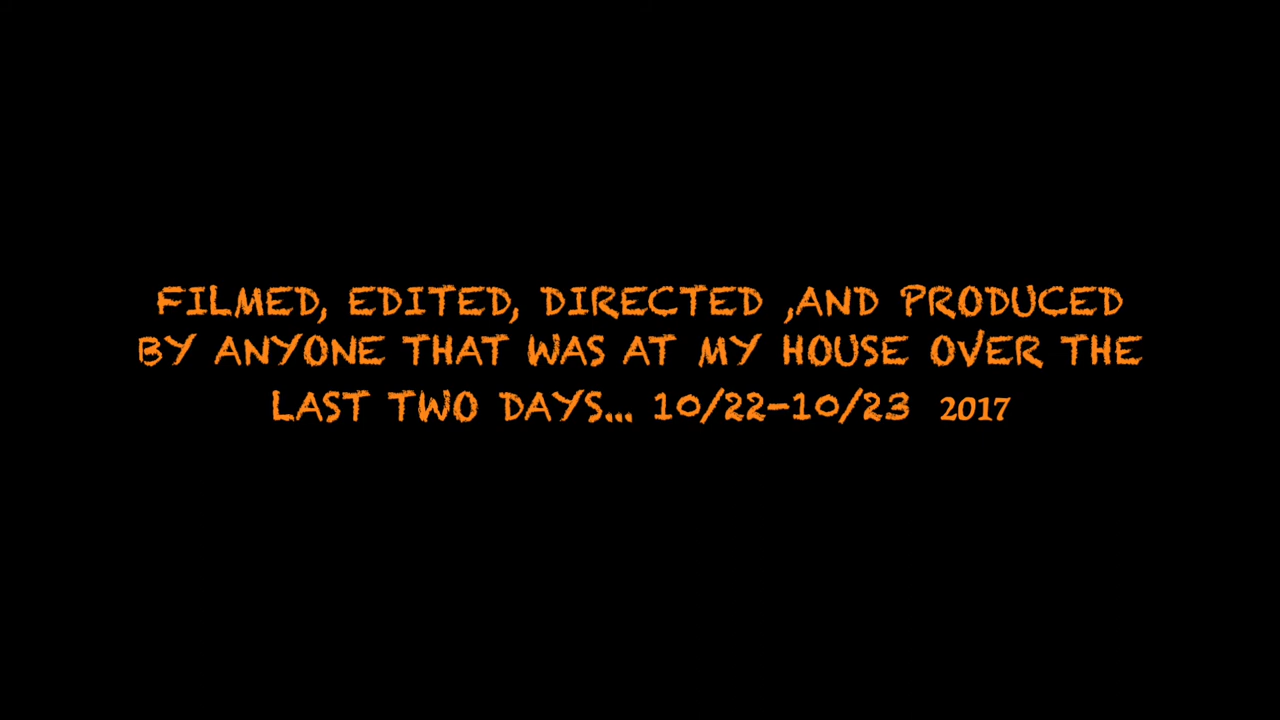 FILMED, EDITED, DIRECTED ,AND PRODUCED
BY ANYONE THAT WAS AT MY HOUSE OVER THE
LAST TWO DAYS... 10/22-10/23 2017